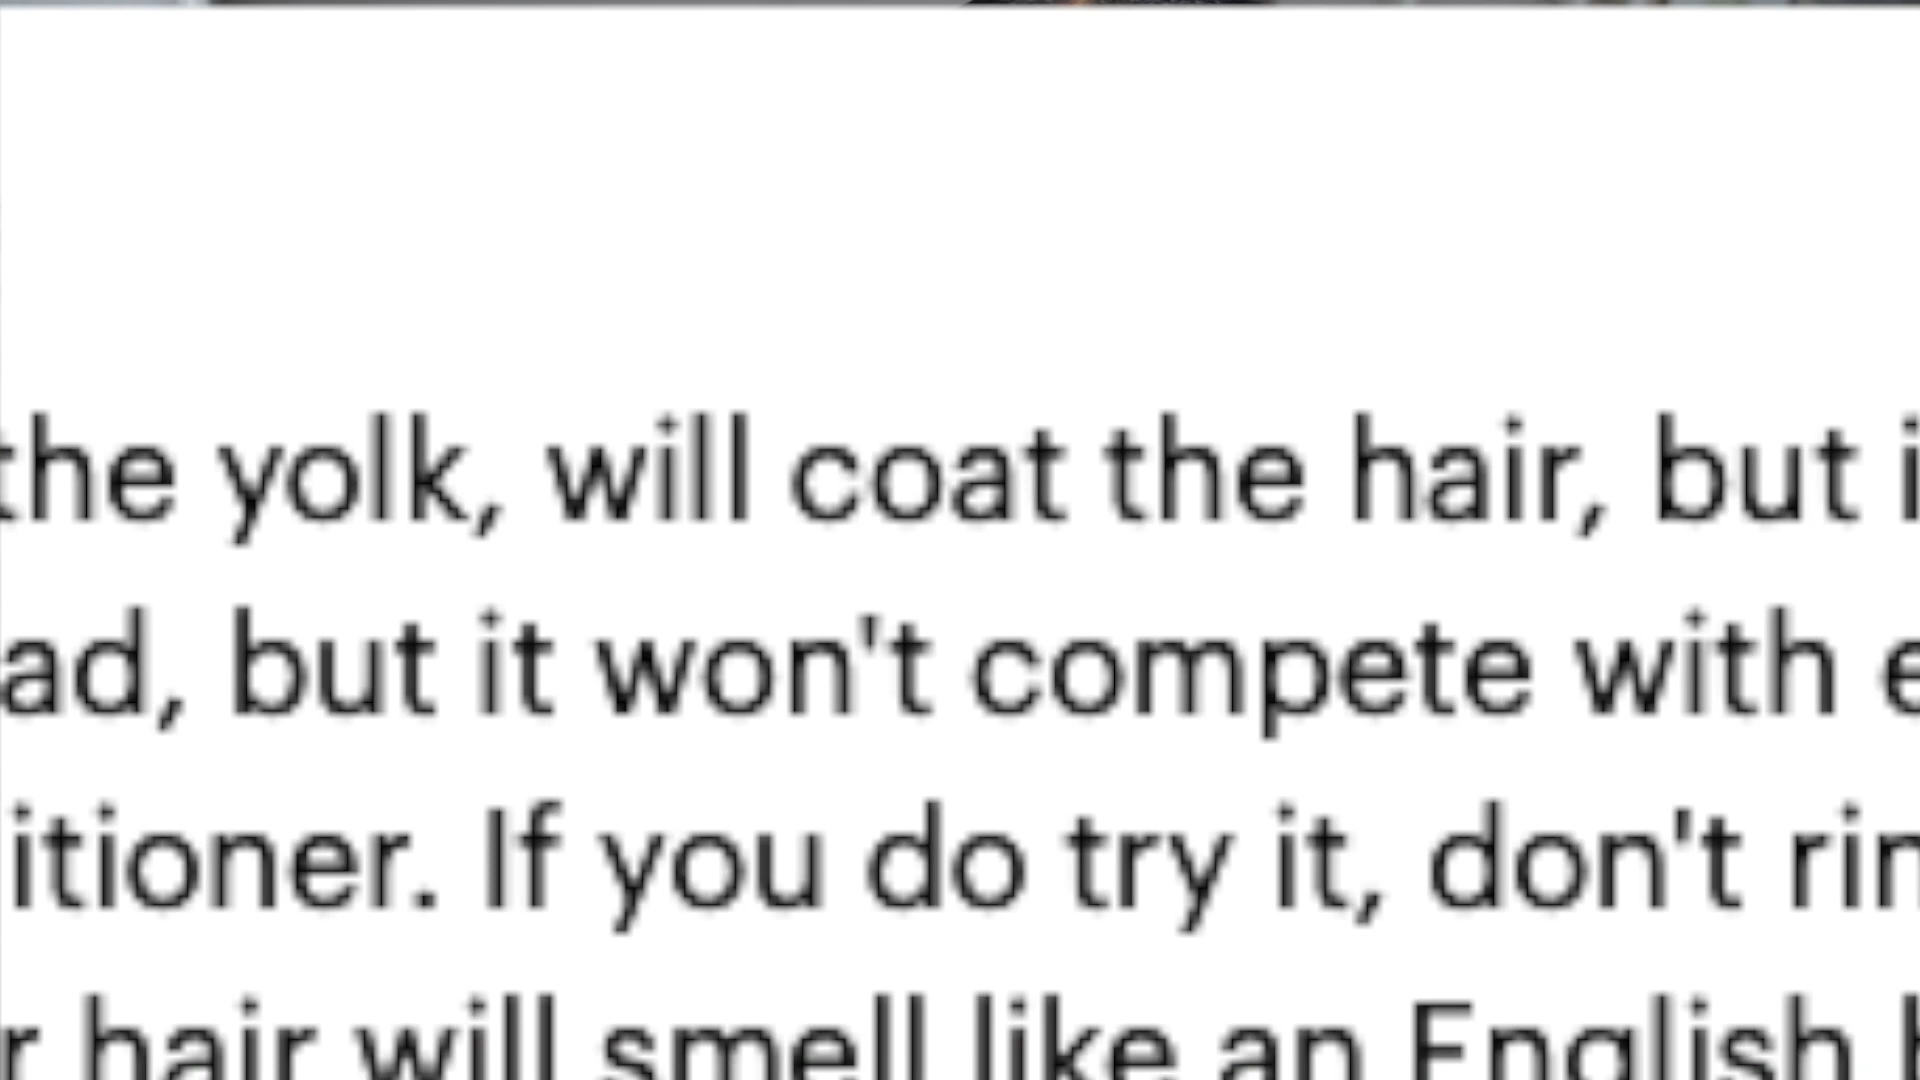 the yolk, will coat the hair, but i
ad, but it won't compete with e
itioner. If you do try it, don't rin
r hair will smell like an English